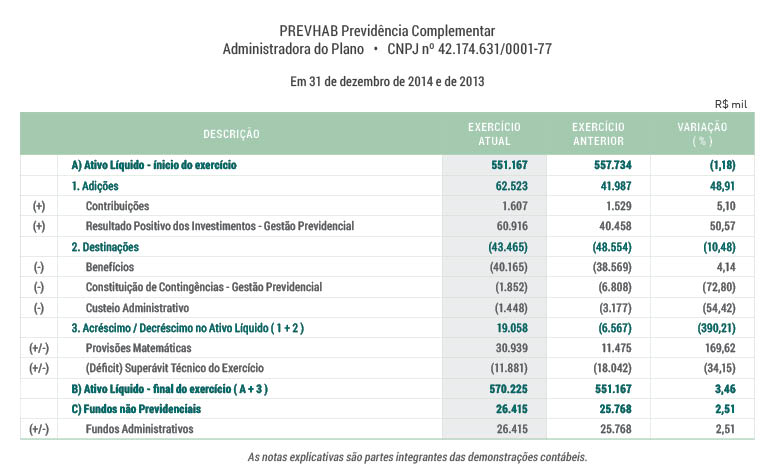 PREVHAB Previdência Complementar
Administradora do Plano • CNPJ nº 42.174.631/0001-77
Em 31 de dezembro de 2014 e de 2013
R$ mil
DESCRIÇÃO EXERCÍCIO ATUAL EXERCÍCIO ANTERIOR VARIAÇÃO ( % )
A) Ativo Líquido - ínicio do exercício 551.167 557.734 (1,18)
1. Adições 62.523 41.987 48,91
(+) Contribuições 1.607 1.529 5,10
(+) Resultado Positivo dos Investimentos - Gestão Previdencial 60.916 40.458 50,57
2. Destinações (43.465) (48.554) (10,48)
(-) Benefícios (40.165) (38.569) 4,14
(-) Constituição de Contingências - Gestão Previdencial (1.852) (6.808) (72,80)
(-) Custeio Administrativo (1.448) (3.177) (54,42)
3. Acréscimo / Decréscimo no Ativo Líquido ( 1 + 2 ) 19.058 (6.567) (390,21)
(+/-) Provisões Matemáticas 30.939 11.475 169,62
(+/-) (Déficit) Superávit Técnico do Exercício (11.881) (18.042) (34,15)
B) Ativo Líquido - final do exercício ( A + 3 ) 570.225 551.167 3,46
C) Fundos não Previdenciais 26.415 25.768 2,51
(+/-) Fundos Administrativos 26.415 25.768 2,51
As notas explicativas são partes integrantes das demonstrações contábeis.